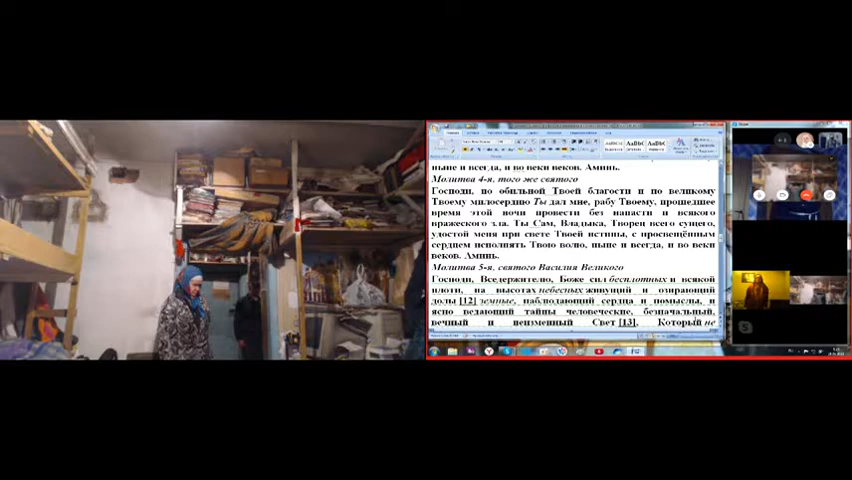 ныне и всегда, и во веки веков. Аминь.
Молитва 4-я, того же святого
Господи, по обильной Твоей благости и по великому
Твоему милосердию Ты дал мне, рабу Твоему, прошедшее
время этой ночи провести без напасти и всякого
вражеского зла. Ты Сам, Владыка, Творец всего сущего,
удостой меня при свете Твоей истины, с просвещённым
сердцем исполнять Твою волю, ныне и всегда, и во веки
веков. Аминь.
Молитва 5-я, святого Василия Великого
Господи, Вседержителю, Боже сил бесплотных и всякой
плоти, на высотах небесных живущий и озирающий
долы [12] земные, наблюдающий сердца и помыслы, и
ясно ведающий тайны человеческие, безначальный,
вечный и неизменный Свет [13], Который не